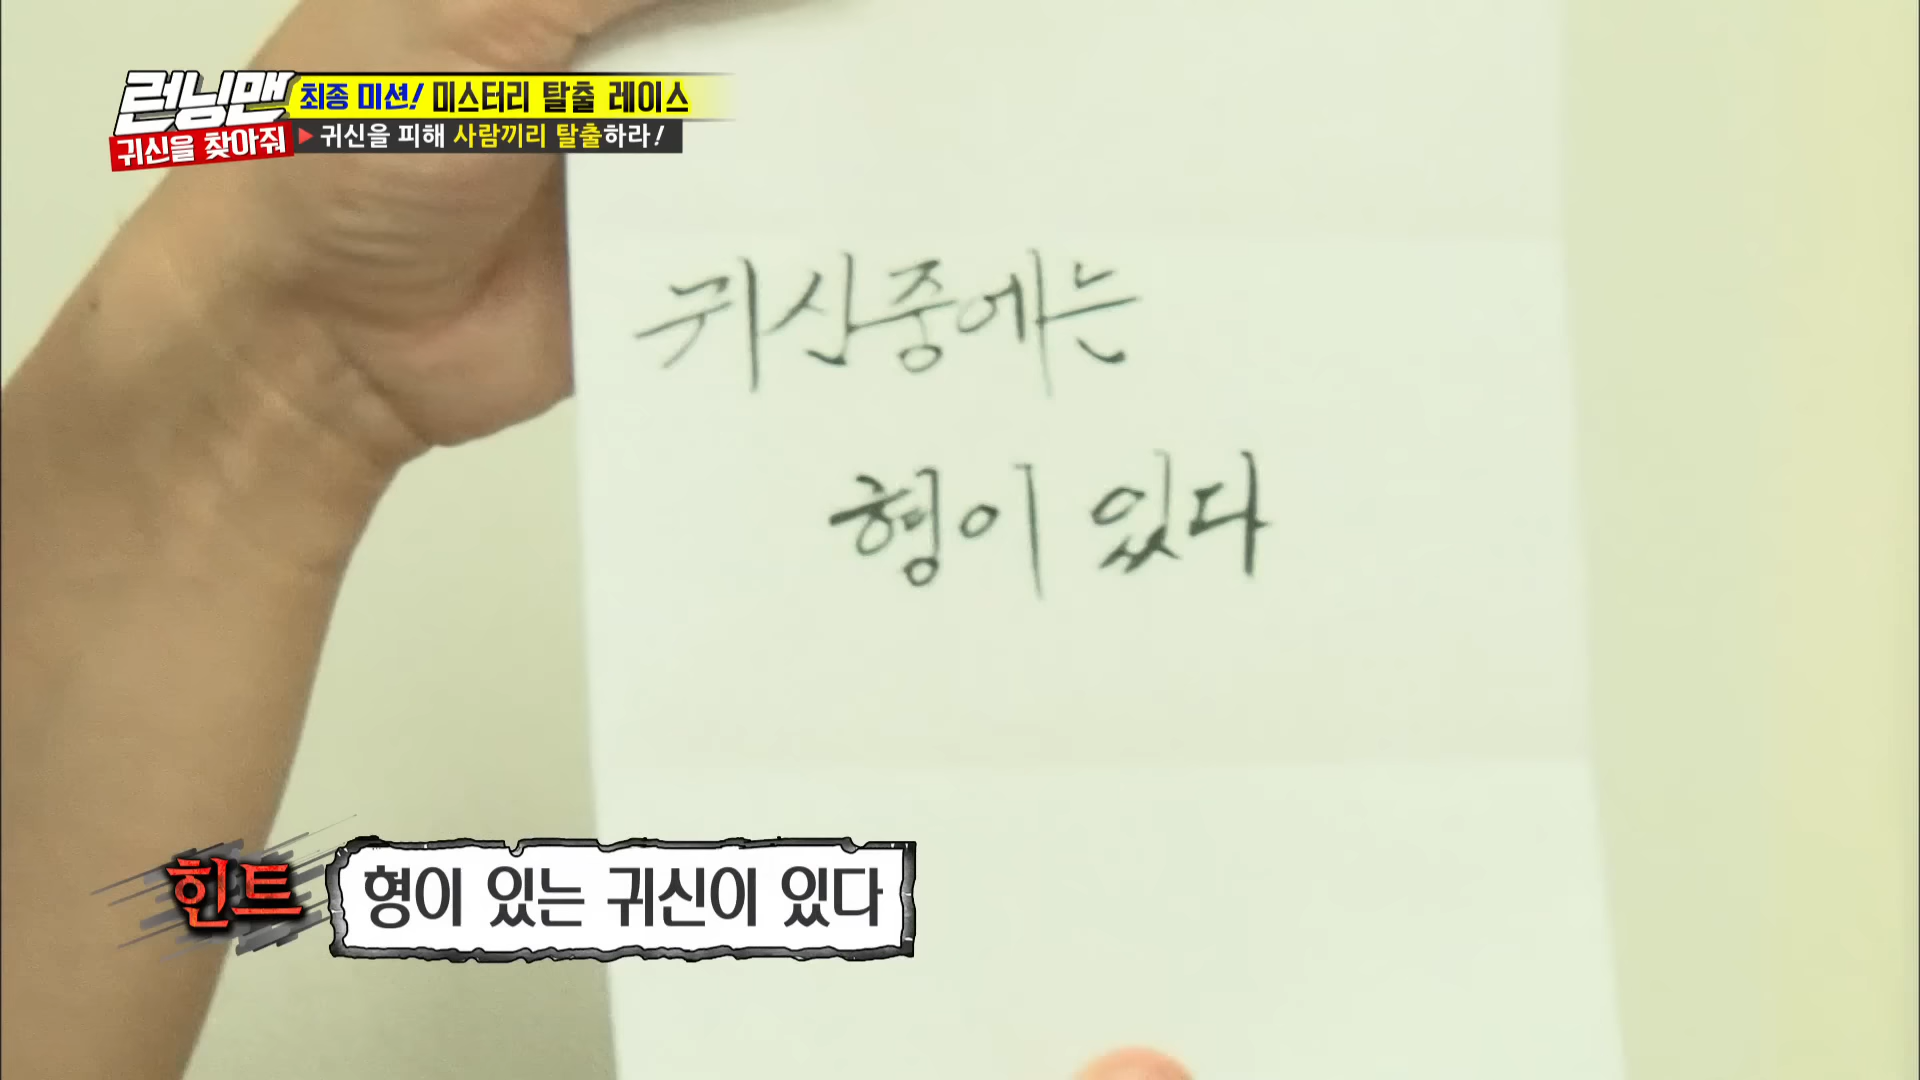 런닝맨
최종 미션! 미스터리 탈출 레이스
귀신을 찾아줘
▶귀신을 피해 사람끼리 탈출하라!
귀신중에는
형이 있다
힌트
형이 있는 귀신이 있다